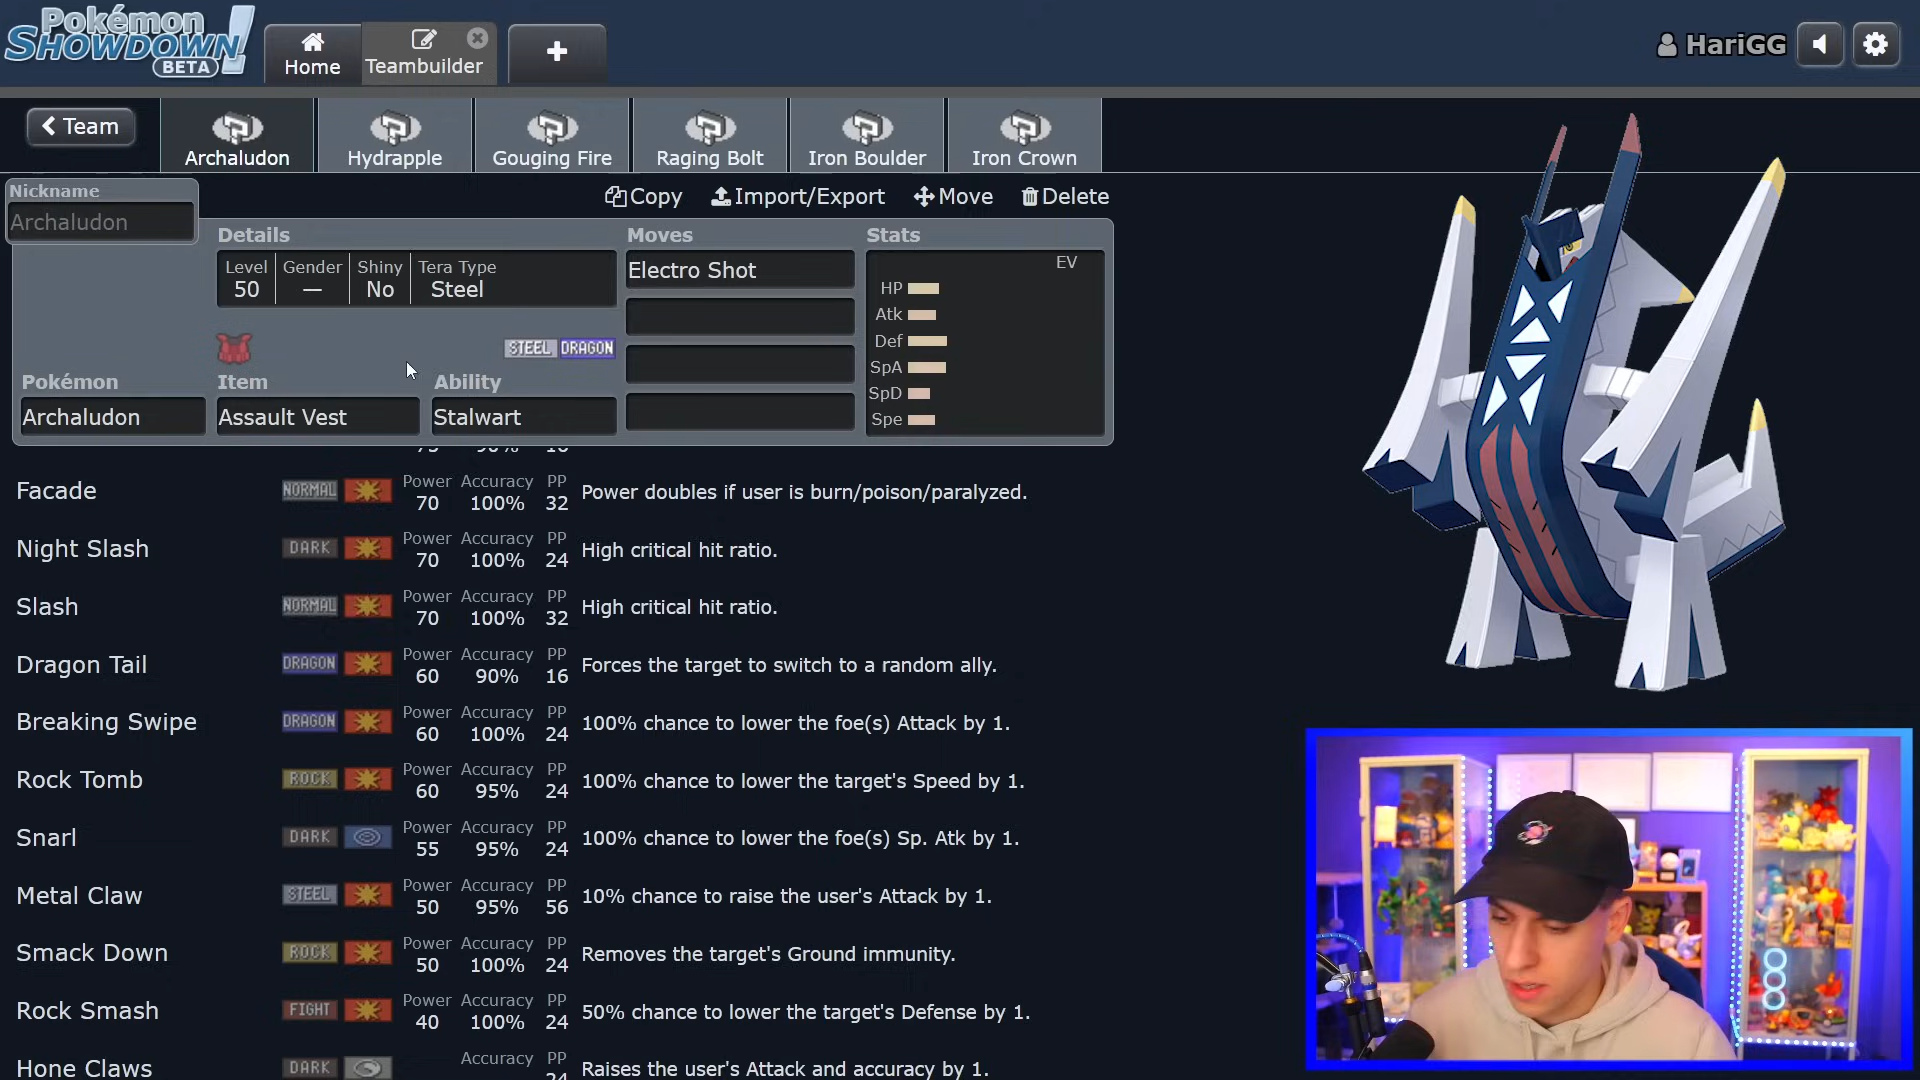 Pokémon
SHOWDOWN!
BETA
Home
Teambuilder
HariGG
Team
Archaludon
Hydrapple
Gouging Fire
Raging Bolt
Iron Boulder
Iron Crown
Copy
Import/Export
Move
Delete
Nickname
Archaludon
Details
Moves
Stats
Level
Gender
Shiny
Tera Type
50
—
No
Steel
Electro Shot
EV
HP
Atk
Def
SpA
SpD
Spe
STEEL DRAGON
Pokémon
Item
Ability
Archaludon
Assault Vest
Stalwart
Facade NORMAL Power 70 Accuracy 100% PP 32 Power doubles if user is burn/poison/paralyzed.
Night Slash DARK Power 70 Accuracy 100% PP 24 High critical hit ratio.
Slash NORMAL Power 70 Accuracy 100% PP 32 High critical hit ratio.
Dragon Tail DRAGON Power 60 Accuracy 90% PP 16 Forces the target to switch to a random ally.
Breaking Swipe DRAGON Power 60 Accuracy 100% PP 24 100% chance to lower the foe(s) Attack by 1.
Rock Tomb ROCK Power 60 Accuracy 95% PP 24 100% chance to lower the target's Speed by 1.
Snarl DARK Power 55 Accuracy 95% PP 24 100% chance to lower the foe(s) Sp. Atk by 1.
Metal Claw STEEL Power 50 Accuracy 95% PP 56 10% chance to raise the user's Attack by 1.
Smack Down ROCK Power 50 Accuracy 100% PP 24 Removes the target's Ground immunity.
Rock Smash FIGHT Power 40 Accuracy 100% PP 24 50% chance to lower the target's Defense by 1.
Hone Claws DARK Accuracy PP Raises the user's Attack and accuracy by 1.